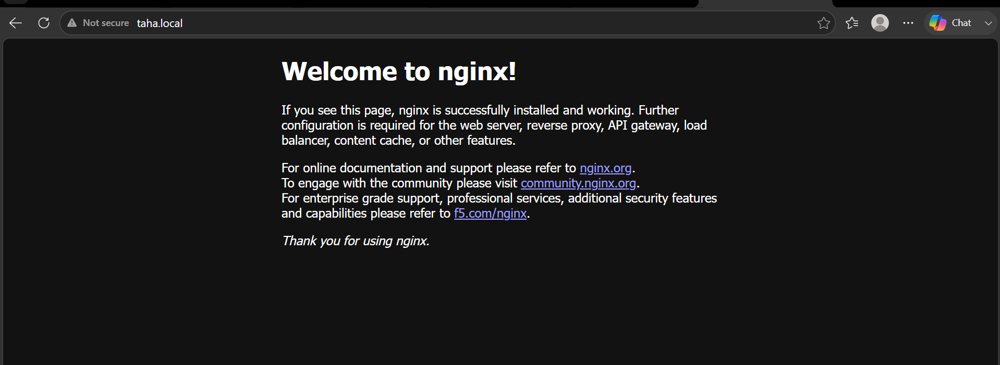 Not secure taha.local
Chat
Welcome to nginx!
If you see this page, nginx is successfully installed and working. Further
configuration is required for the web server, reverse proxy, API gateway, load
balancer, content cache, or other features.
For online documentation and support please refer to nginx.org.
To engage with the community please visit community.nginx.org.
For enterprise grade support, professional services, additional security features
and capabilities please refer to f5.com/nginx.
Thank you for using nginx.